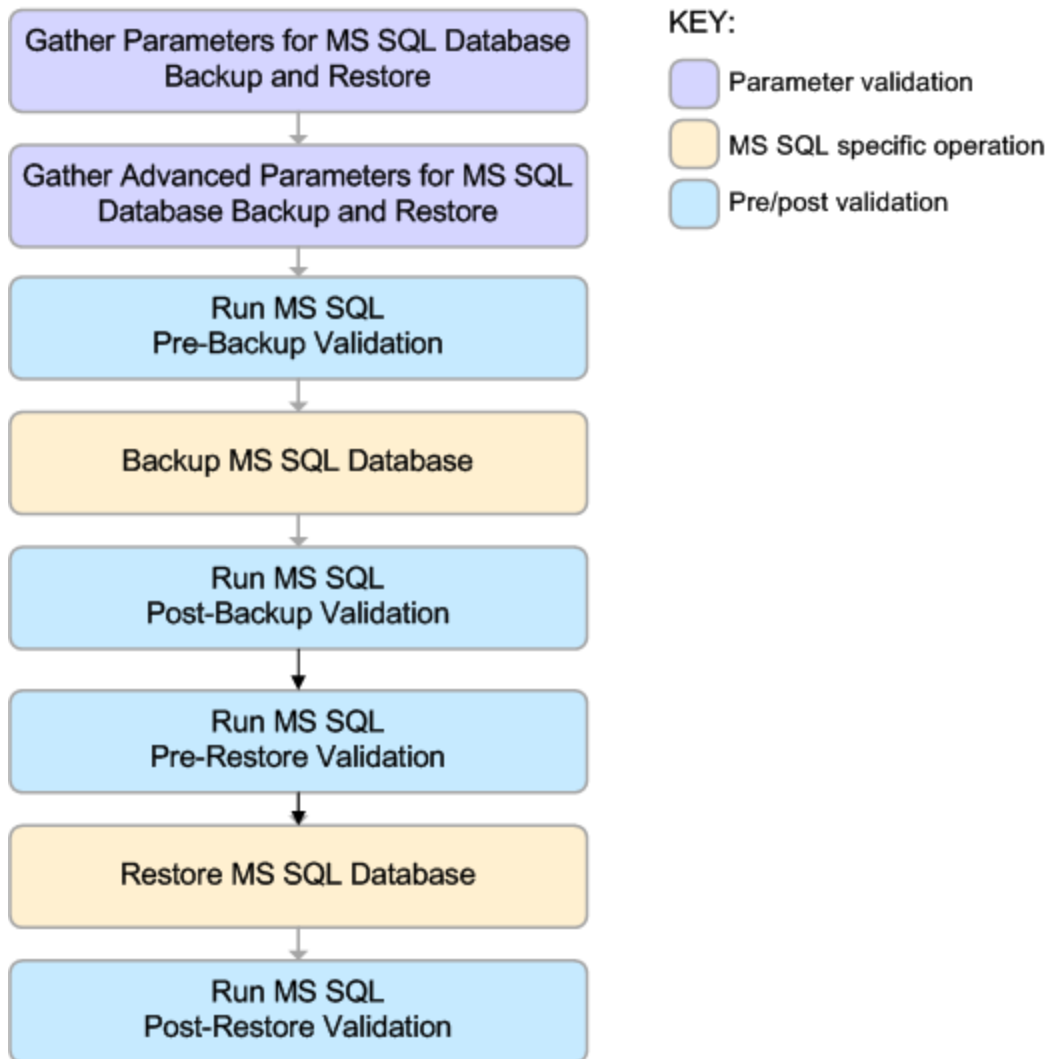 Gather Parameters for MS SQL Database
Backup and Restore
Gather Advanced Parameters for MS SQL
Database Backup and Restore
Run MS SQL
Pre-Backup Validation
Backup MS SQL Database
Run MS SQL
Post-Backup Validation
Run MS SQL
Pre-Restore Validation
Restore MS SQL Database
Run MS SQL
Post-Restore Validation
KEY:
Parameter validation
MS SQL specific operation
Pre/post validation